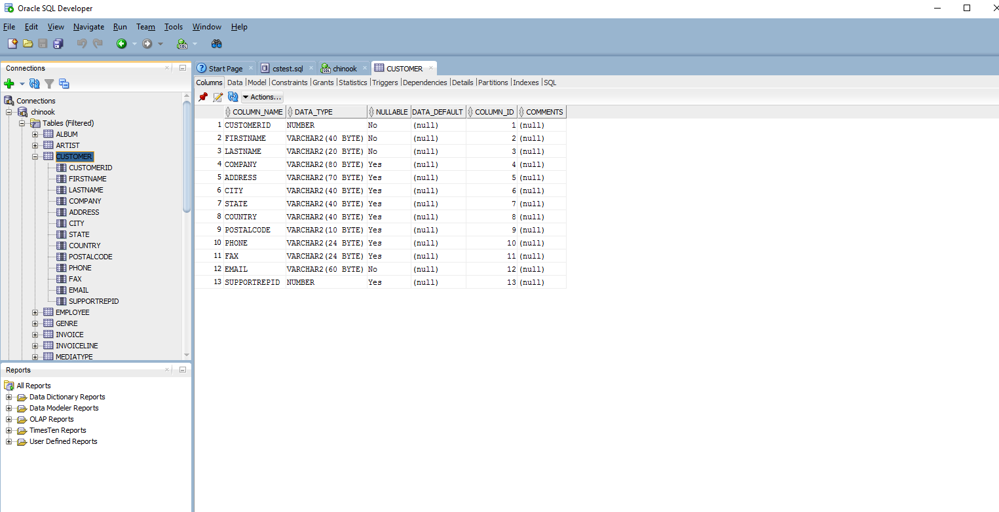 Oracle SQL Developer
File Edit View Navigate Run Team Tools Window Help
Connections
Connections
chinook
Tables (Filtered)
ALBUM
ARTIST
CUSTOMER
CUSTOMERID
FIRSTNAME
LASTNAME
COMPANY
ADDRESS
CITY
STATE
COUNTRY
POSTALCODE
PHONE
FAX
EMAIL
SUPPORTREPID
EMPLOYEE
GENRE
INVOICE
INVOICELINE
MEDIATYPE
Reports
All Reports
Data Dictionary Reports
Data Modeler Reports
OLAP Reports
TimesTen Reports
User Defined Reports
Start Page cstest.sql chinook CUSTOMER
Columns Data Model Constraints Grants Statistics Triggers Dependencies Details Partitions Indexes SQL
Actions...
COLUMN_NAME DATA_TYPE NULLABLE DATA_DEFAULT COLUMN_ID COMMENTS
1 CUSTOMERID NUMBER No (null) 1 (null)
2 FIRSTNAME VARCHAR2(40 BYTE) No (null) 2 (null)
3 LASTNAME VARCHAR2(20 BYTE) No (null) 3 (null)
4 COMPANY VARCHAR2(80 BYTE) Yes (null) 4 (null)
5 ADDRESS VARCHAR2(70 BYTE) Yes (null) 5 (null)
6 CITY VARCHAR2(40 BYTE) Yes (null) 6 (null)
7 STATE VARCHAR2(40 BYTE) Yes (null) 7 (null)
8 COUNTRY VARCHAR2(40 BYTE) Yes (null) 8 (null)
9 POSTALCODE VARCHAR2(10 BYTE) Yes (null) 9 (null)
10 PHONE VARCHAR2(24 BYTE) Yes (null) 10 (null)
11 FAX VARCHAR2(24 BYTE) Yes (null) 11 (null)
12 EMAIL VARCHAR2(60 BYTE) No (null) 12 (null)
13 SUPPORTREPID NUMBER Yes (null) 13 (null)